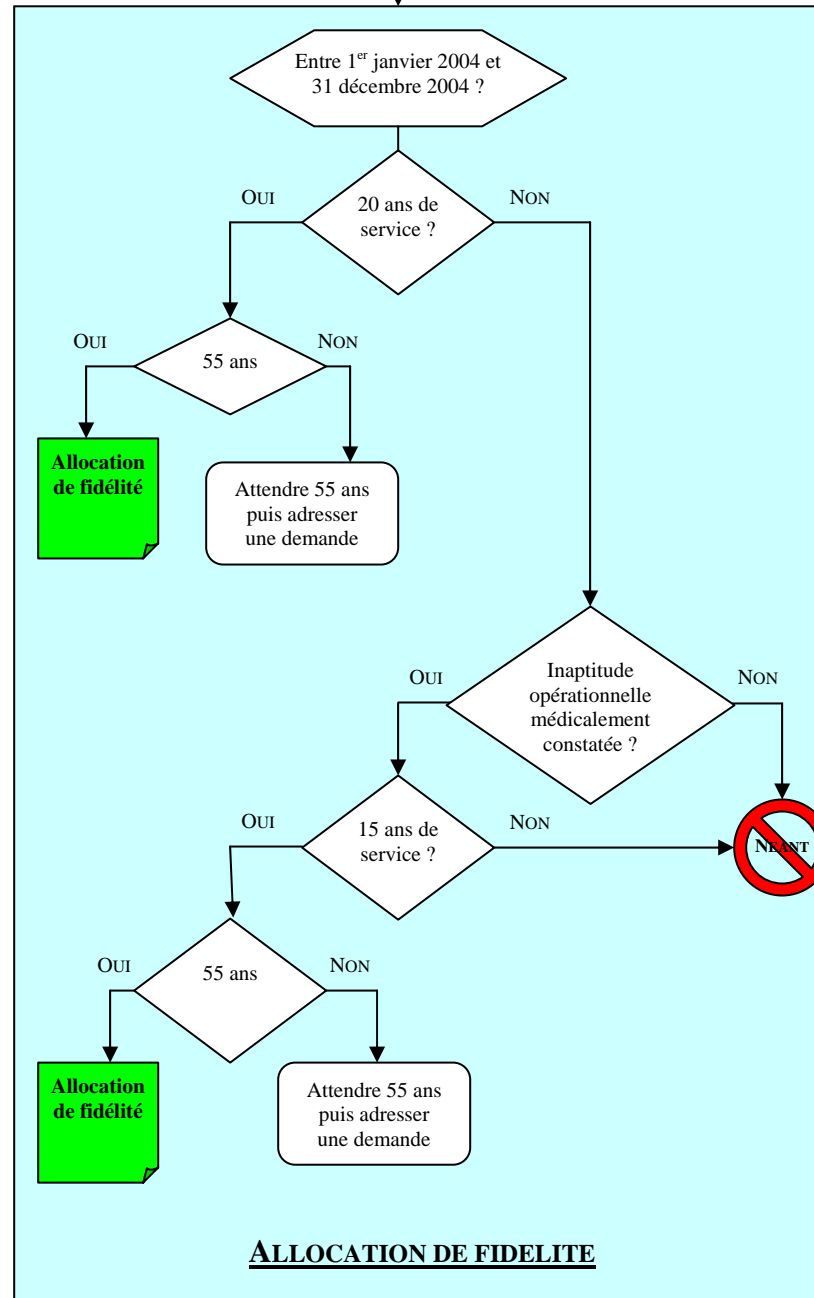 Entre 1er janvier 2004 et
31 décembre 2004 ?
OUI
20 ans de
service ?
NON
OUI
55 ans
NON
Allocation
de fidélité
Attendre 55 ans
puis adresser
une demande
OUI
Inaptitude
opérationnelle
médicalement
constatée ?
NON
OUI
15 ans de
service ?
NON
NEANT
OUI
55 ans
NON
Allocation
de fidélité
Attendre 55 ans
puis adresser
une demande
ALLOCATION DE FIDELITE